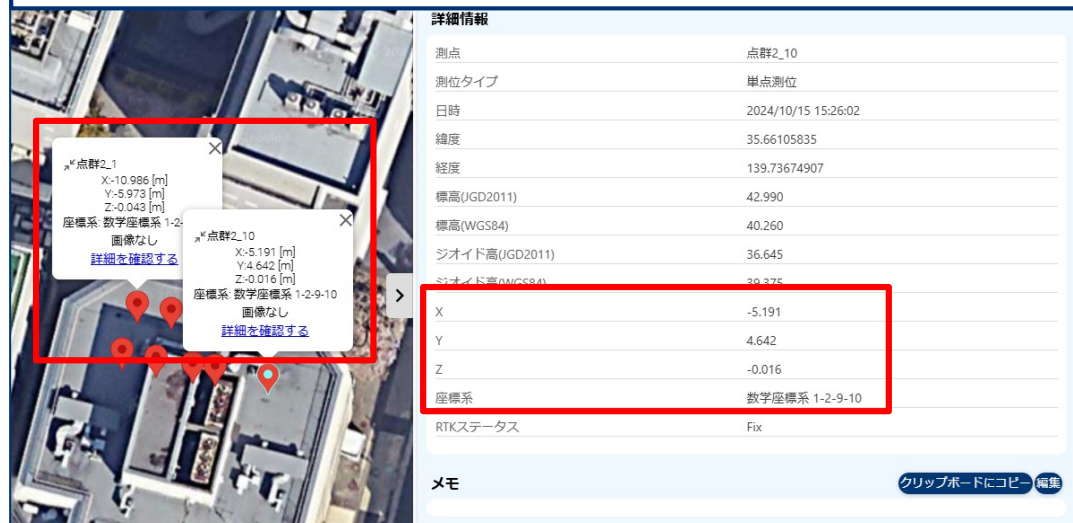 点群2_1
X:-10.986 [m]
Y:-5.973 [m]
Z:-0.043 [m]
座標系: 数学座標系 1-2-
画像なし
詳細を確認する
点群2_10
X:-5.191 [m]
Y:4.642 [m]
Z:-0.016 [m]
座標系: 数学座標系 1-2-9-10
画像なし
詳細を確認する
詳細情報
測点 点群2_10
測位タイプ 単点測位
日時 2024/10/15 15:26:02
緯度 35.66105835
経度 139.73674907
標高(JGD2011) 42.990
標高(WGS84) 40.260
ジオイド高(JGD2011) 36.645
ジオイド高(WGS84) 39.375
X -5.191
Y 4.642
Z -0.016
座標系 数学座標系 1-2-9-10
RTKステータス Fix
メモ
クリップボードにコピー 編集